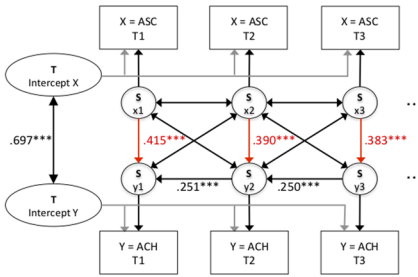 X = ASC X = ASC X = ASC
T1 T2 T3
T
Intercept X
S S S
x1 x2 x3
..
.697*** .415*** .390*** .383***
S S S
y1 .251*** y2 .250*** y3
..
T
Intercept Y
Y = ACH Y = ACH Y = ACH
T1 T2 T3